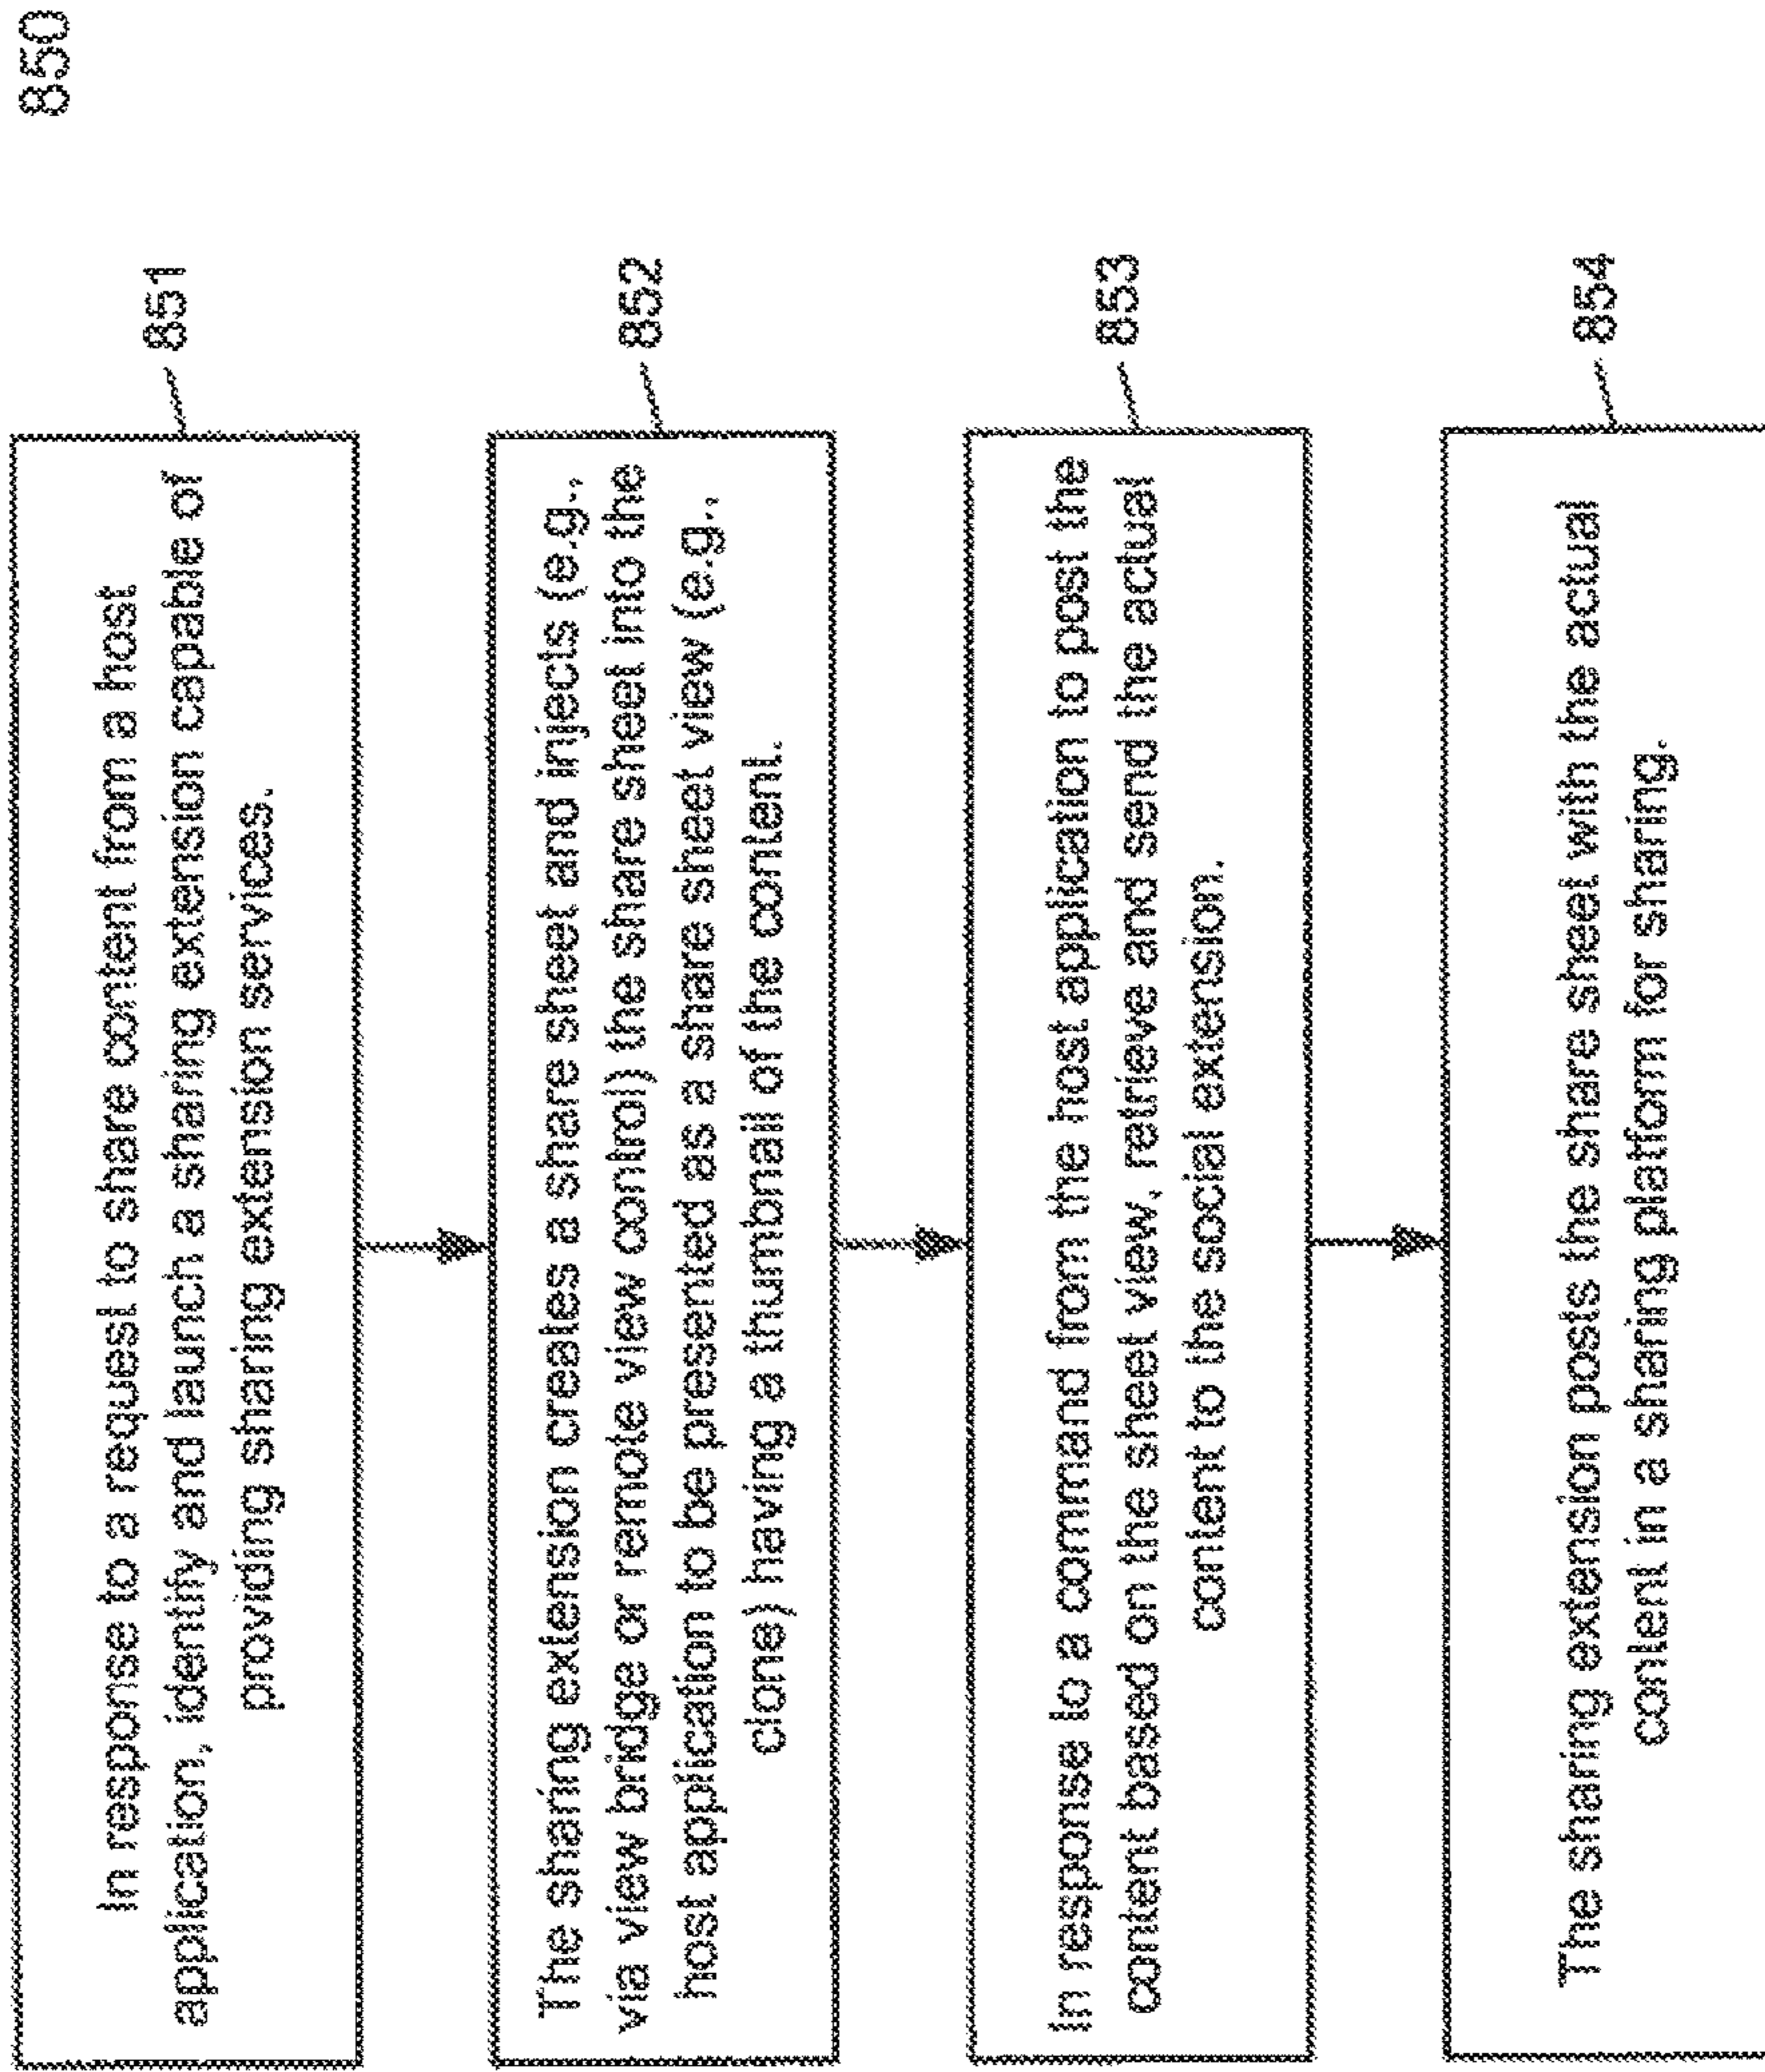 850
In response to a request to share content from a host
application, identify and launch a sharing extension capable of
providing sharing extension services.
851
The sharing extension creates a share sheet and injects (e.g.,
via view bridge or remote view control) the share sheet into the
host application to be presented as a share sheet view (e.g.,
clone) having a thumbnail of the content.
852
In response to a command from the host application to post the
content based on the sheet view, retrieve and send the actual
content to the social extension.
853
The sharing extension posts the share sheet with the actual
content in a sharing platform for sharing.
854